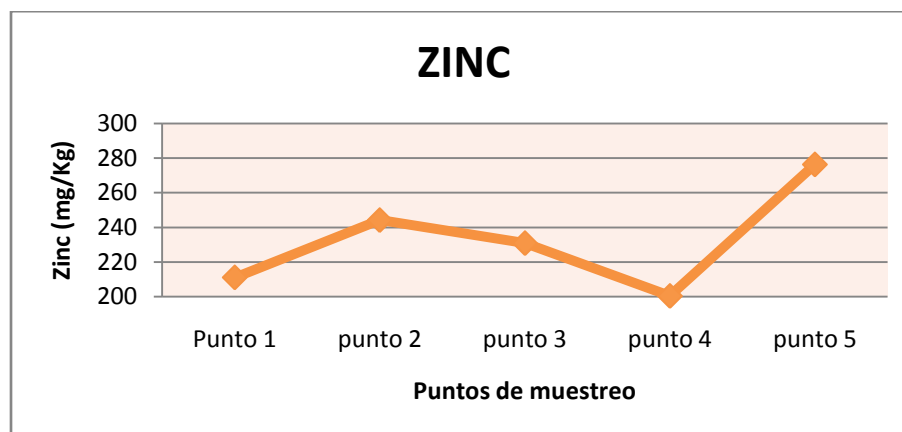 ZINC
Zinc (mg/Kg)
300
280
260
240
220
200
Punto 1 punto 2 punto 3 punto 4 punto 5
Puntos de muestreo